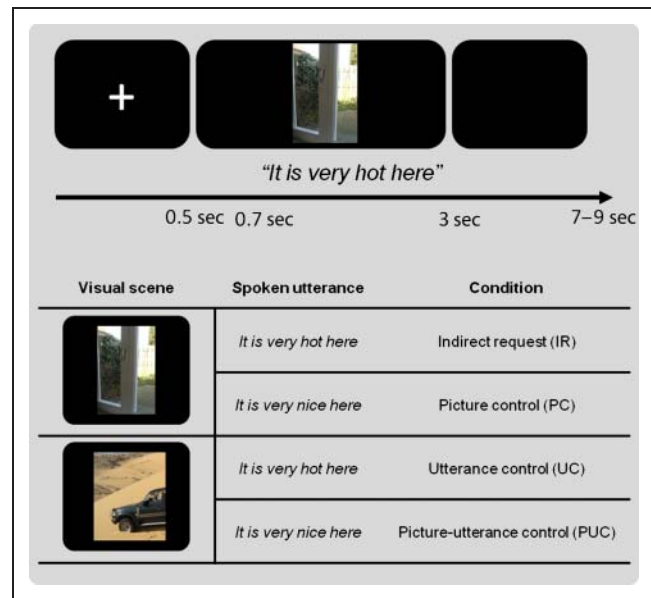 “It is very hot here”
0.5 sec 0.7 sec 3 sec 7–9 sec
Visual scene Spoken utterance Condition
It is very hot here Indirect request (IR)
It is very nice here Picture control (PC)
It is very hot here Utterance control (UC)
It is very nice here Picture-utterance control (PUC)